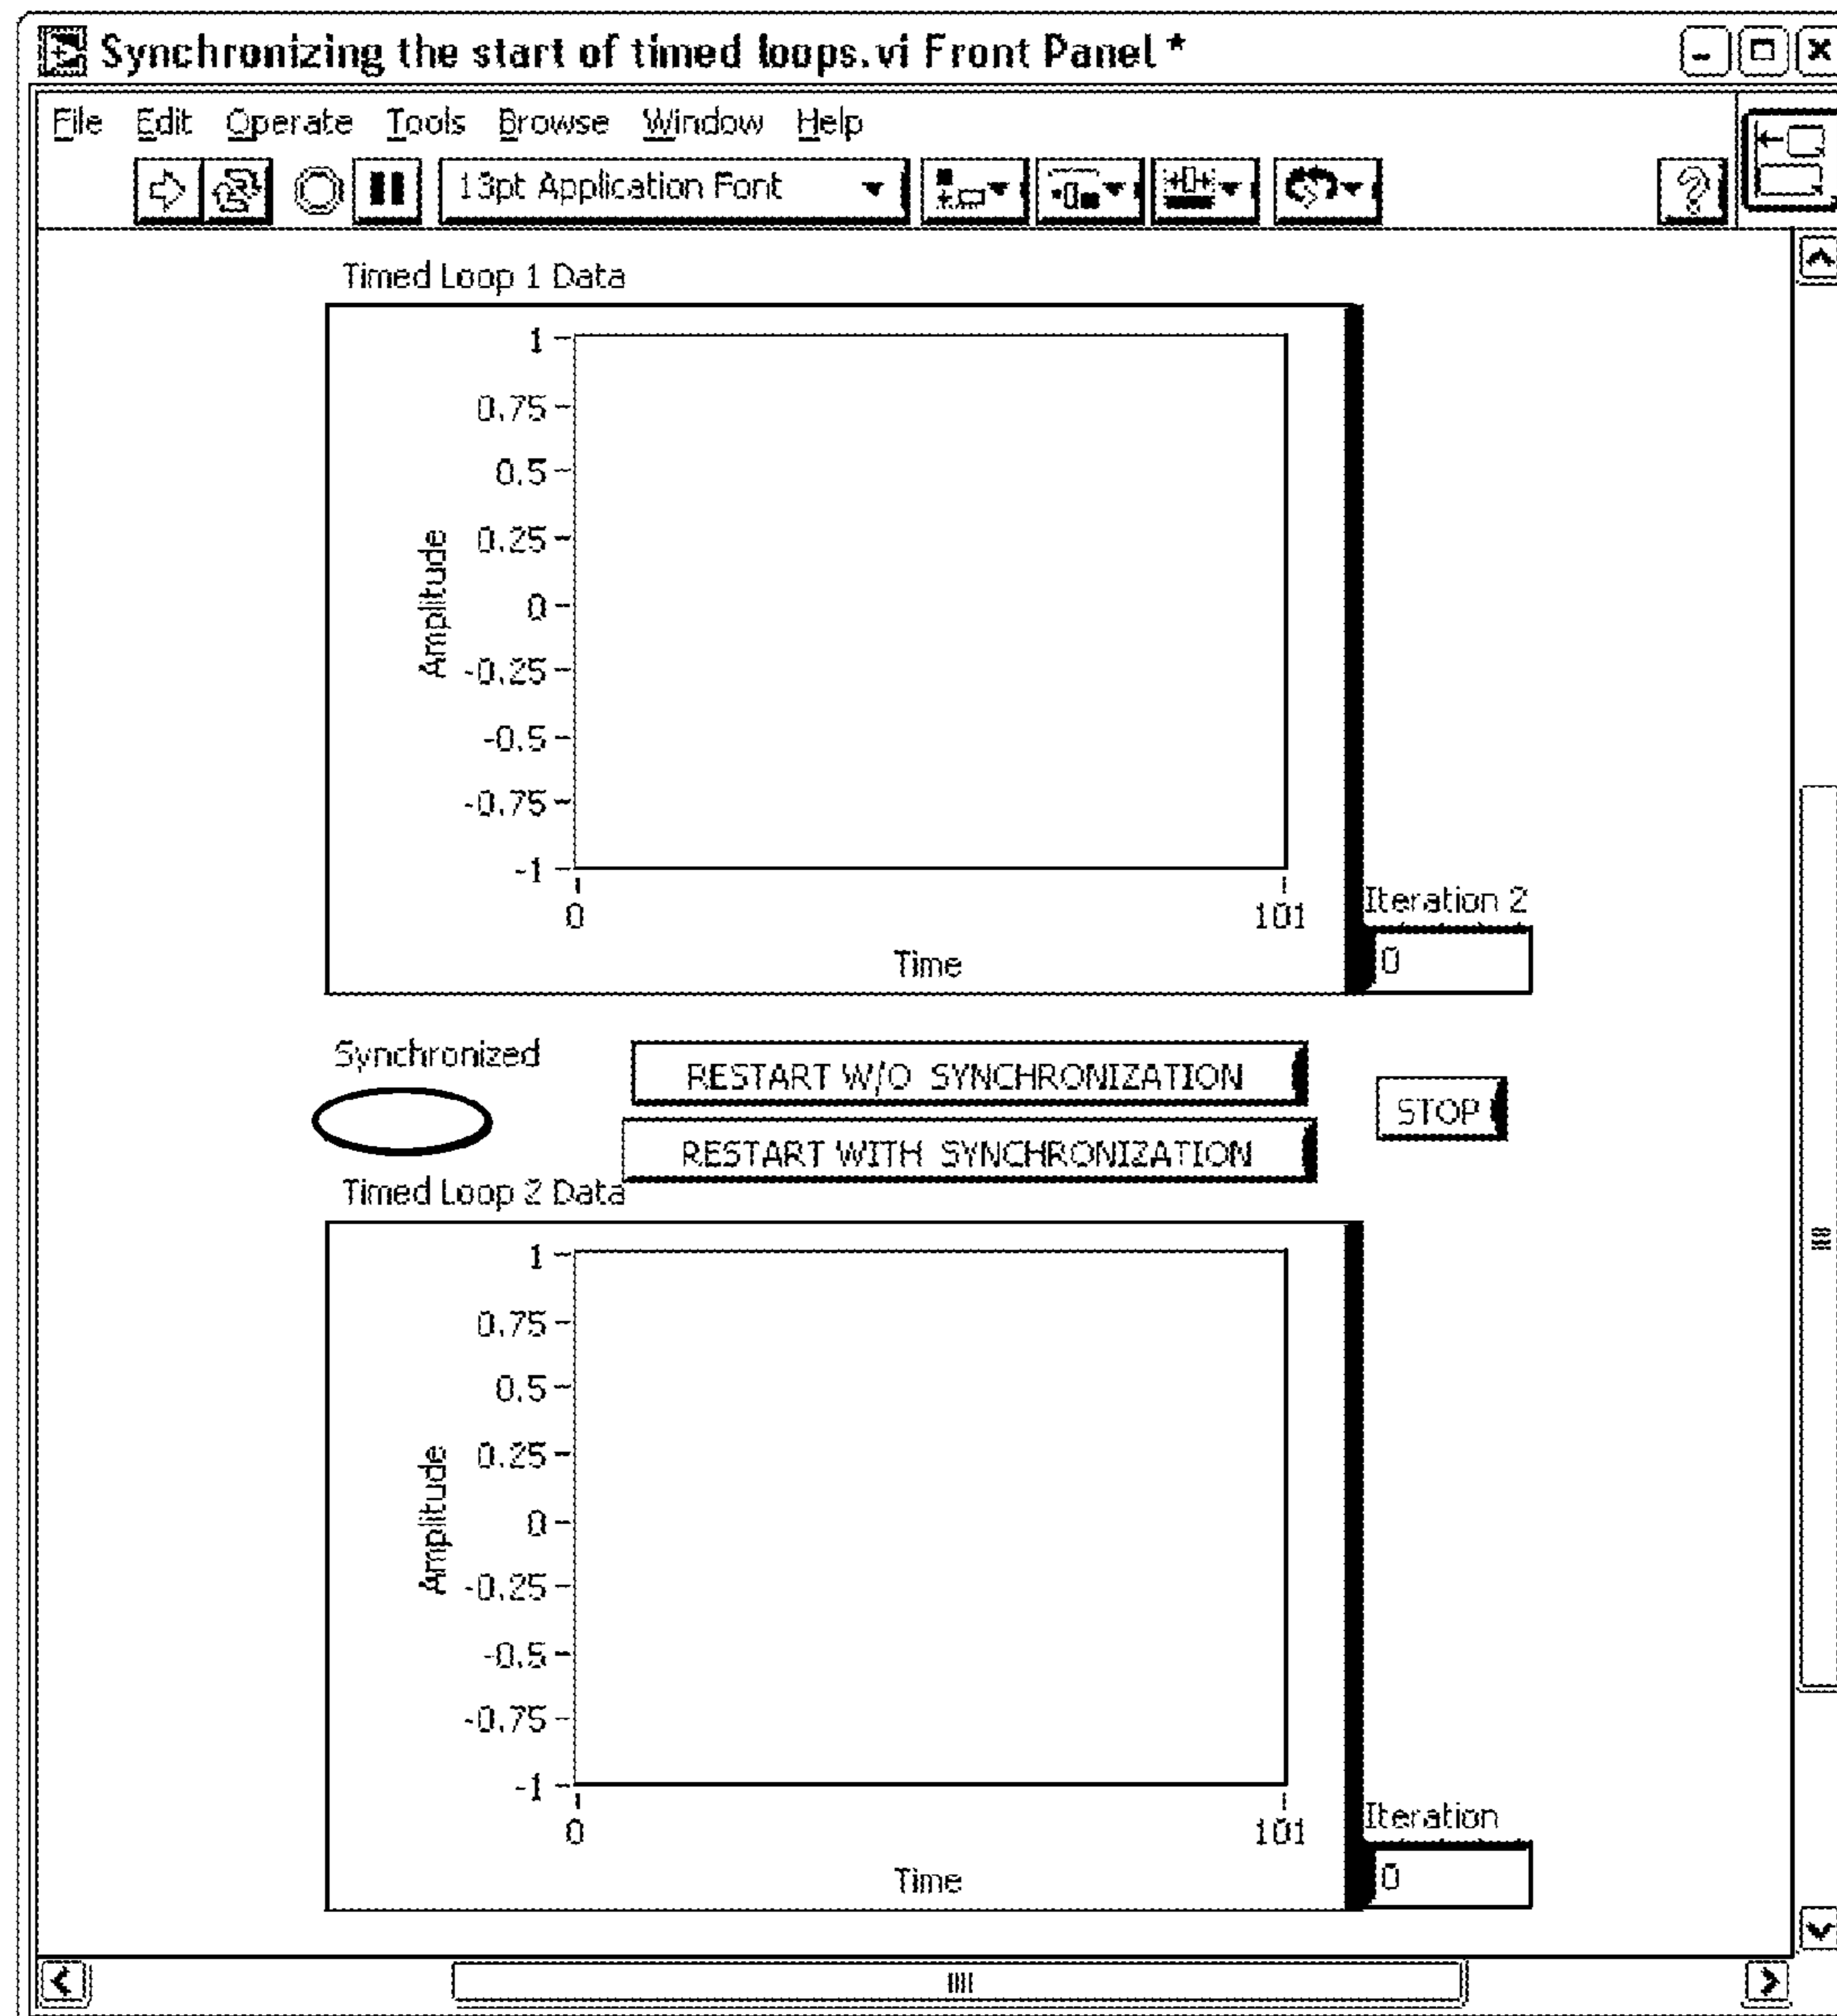 Synchronizing the start of timed loops.vi Front Panel *
File Edit Operate Tools Browse Window Help
13pt Application Font
Timed Loop 1 Data
1
0.75
0.5
0.25
0
-0.25
-0.5
-0.75
-1
Amplitude
0 101
Time
Iteration 2
0
Synchronized
RESTART W/O SYNCHRONIZATION
RESTART WITH SYNCHRONIZATION
STOP
Timed Loop 2 Data
1
0.75
0.5
0.25
0
-0.25
-0.5
-0.75
-1
Amplitude
0 101
Time
Iteration
0